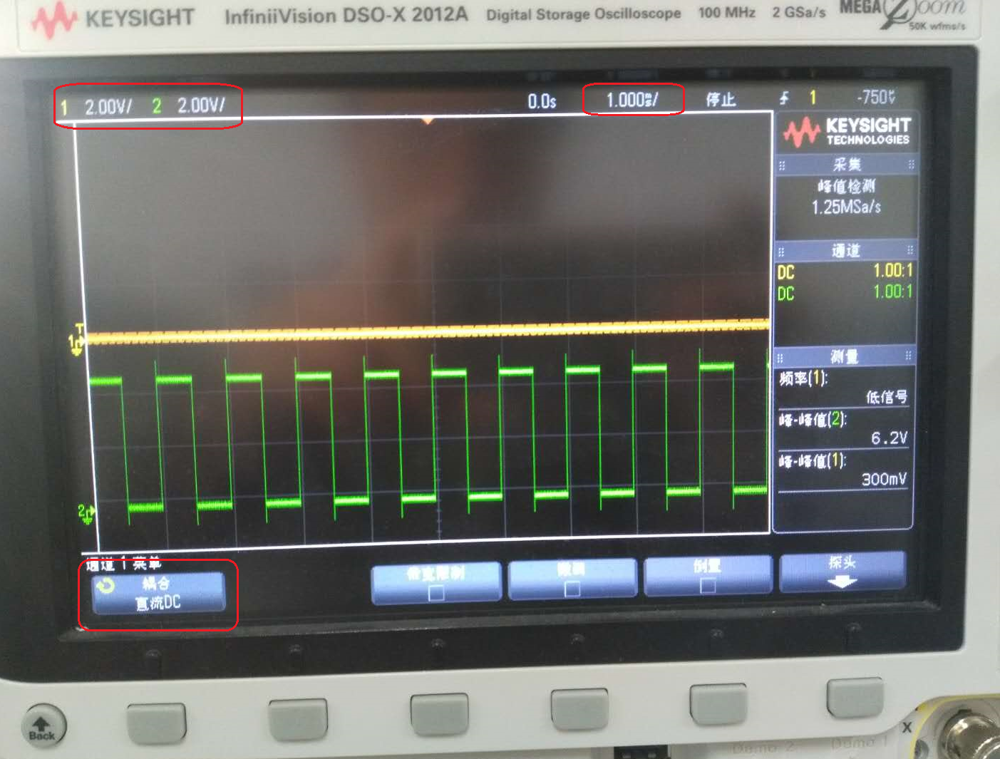 KEYSIGHT InfiniiVision DSO-X 2012A Digital Storage Oscilloscope 100 MHz 2 GSa/s MEGA Zoom
50K wfms/s
1 2.00V/ 2 2.00V/ 0.0s 1.000ms/ 停止 1 -750mV
KEYSIGHT
TECHNOLOGIES
采集
峰值检测
1.25MSa/s
通道
DC 1.00:1
DC 1.00:1
T
1
2
测量
频率(1):
低信号
峰-峰值(2):
6.2V
峰-峰值(1):
300mV
通道 1 菜单
耦合
直流DC
带宽限制
微调
倒置
探头
Back
X
Demo 2
Demo 1